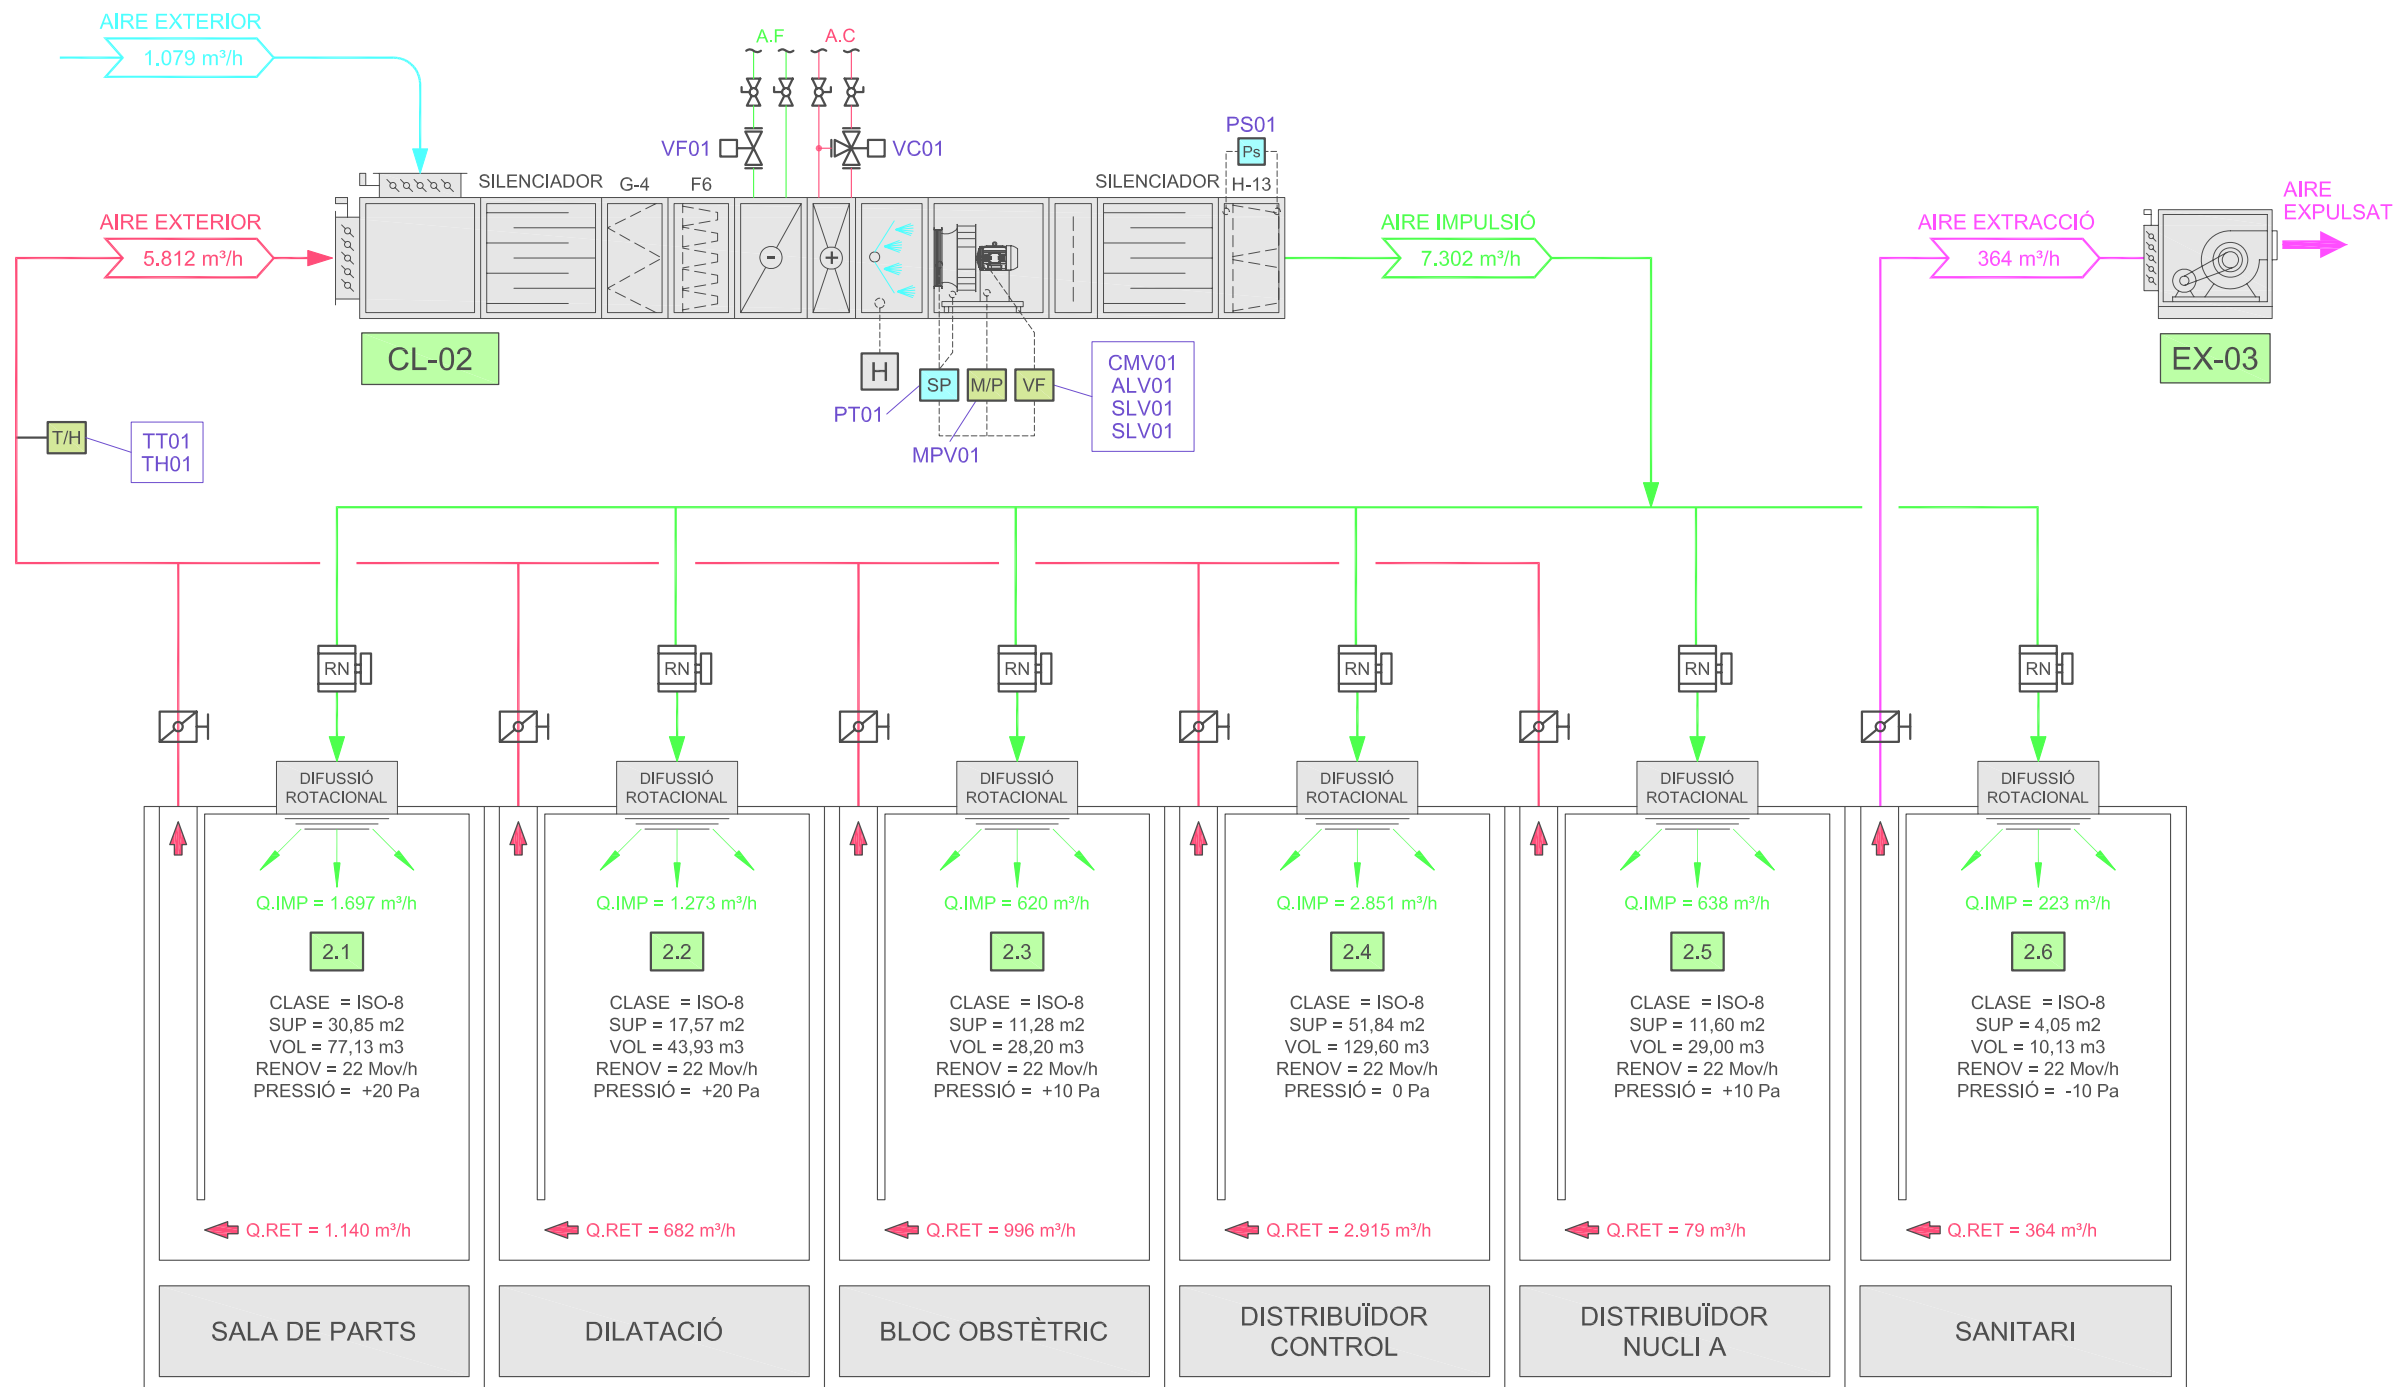 AIRE EXTERIOR
1.079 m³/h
A.F
A.C
VF01
VC01
PS01
Ps
SILENCIADOR
G-4
F6
SILENCIADOR
H-13
AIRE EXTERIOR
5.812 m³/h
-
+
AIRE IMPULSIÓ
7.302 m³/h
AIRE EXTRACCIÓ
364 m³/h
AIRE
EXPULSAT
CL-02
H
SP
M/P
VF
PT01
MPV01
CMV01
ALV01
SLV01
SLV01
EX-03
T/H
TT01
TH01
RN
RN
RN
RN
RN
RN
DIFUSSIÓ
ROTACIONAL
Q.IMP = 1.697 m³/h
2.1
CLASE = ISO-8
SUP = 30,85 m2
VOL = 77,13 m3
RENOV = 22 Mov/h
PRESSIÓ = +20 Pa
Q.RET = 1.140 m³/h
SALA DE PARTS
DIFUSSIÓ
ROTACIONAL
Q.IMP = 1.273 m³/h
2.2
CLASE = ISO-8
SUP = 17,57 m2
VOL = 43,93 m3
RENOV = 22 Mov/h
PRESSIÓ = +20 Pa
Q.RET = 682 m³/h
DILATACIÓ
DIFUSSIÓ
ROTACIONAL
Q.IMP = 620 m³/h
2.3
CLASE = ISO-8
SUP = 11,28 m2
VOL = 28,20 m3
RENOV = 22 Mov/h
PRESSIÓ = +10 Pa
Q.RET = 996 m³/h
BLOC OBSTÈTRIC
DIFUSSIÓ
ROTACIONAL
Q.IMP = 2.851 m³/h
2.4
CLASE = ISO-8
SUP = 51,84 m2
VOL = 129,60 m3
RENOV = 22 Mov/h
PRESSIÓ = 0 Pa
Q.RET = 2.915 m³/h
DISTRIBUÏDOR
CONTROL
DIFUSSIÓ
ROTACIONAL
Q.IMP = 638 m³/h
2.5
CLASE = ISO-8
SUP = 11,60 m2
VOL = 29,00 m3
RENOV = 22 Mov/h
PRESSIÓ = +10 Pa
Q.RET = 79 m³/h
DISTRIBUÏDOR
NUCLI A
DIFUSSIÓ
ROTACIONAL
Q.IMP = 223 m³/h
2.6
CLASE = ISO-8
SUP = 4,05 m2
VOL = 10,13 m3
RENOV = 22 Mov/h
PRESSIÓ = -10 Pa
Q.RET = 364 m³/h
SANITARI